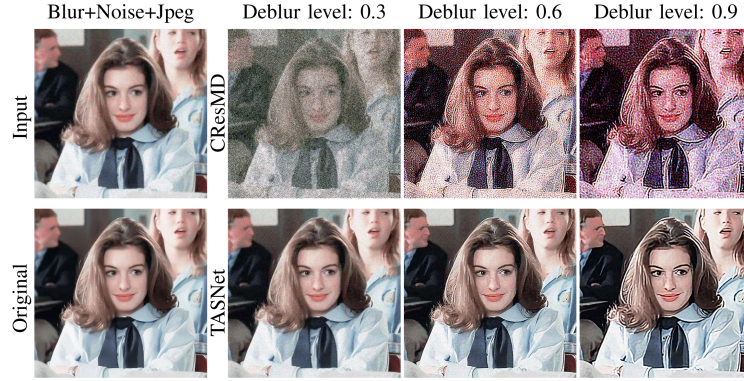 Blur+Noise+Jpeg Deblur level: 0.3 Deblur level: 0.6 Deblur level: 0.9
Input
CResMD
Original
TASNet